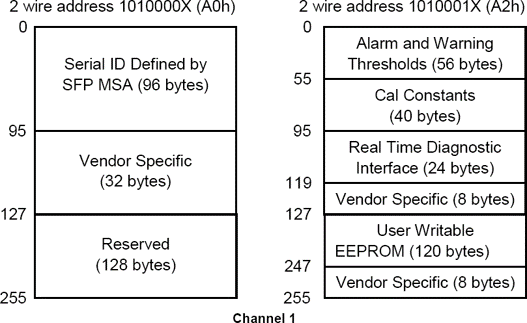 2 wire address 1010000X (A0h)
0
Serial ID Defined by
SFP MSA (96 bytes)
95
Vendor Specific
(32 bytes)
127
Reserved
(128 bytes)
255
2 wire address 1010001X (A2h)
0
Alarm and Warning
Thresholds (56 bytes)
55
Cal Constants
(40 bytes)
95
Real Time Diagnostic
Interface (24 bytes)
119
Vendor Specific (8 bytes)
127
User Writable
EEPROM (120 bytes)
247
Vendor Specific (8 bytes)
255
Channel 1